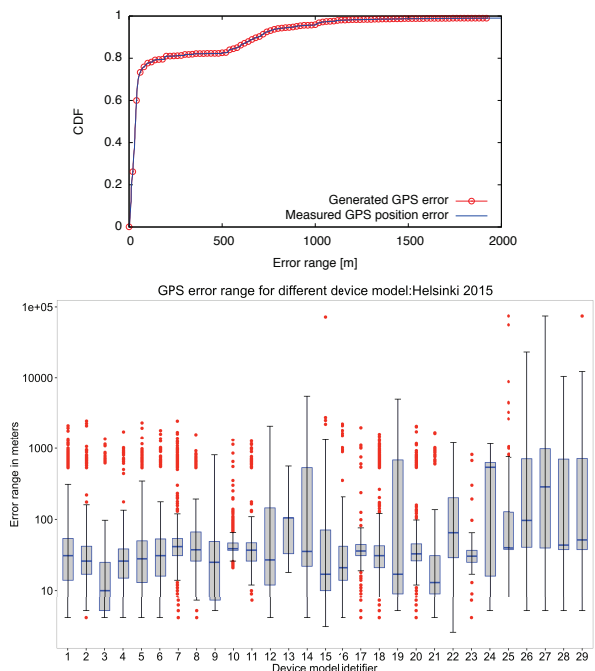 1
0.8
0.6
CDF
0.4
0.2
Generated GPS error
Measured GPS position error
0
0 500 1000 1500 2000
Error range [m]
GPS error range for different device model:Helsinki 2015
1e+05
10000
1000
Error range in meters
100
10
1 2 3 4 5 6 7 8 9 10 11 12 13 14 15 16 17 18 19 20 21 22 23 24 25 26 27 28 29
Device model identifier